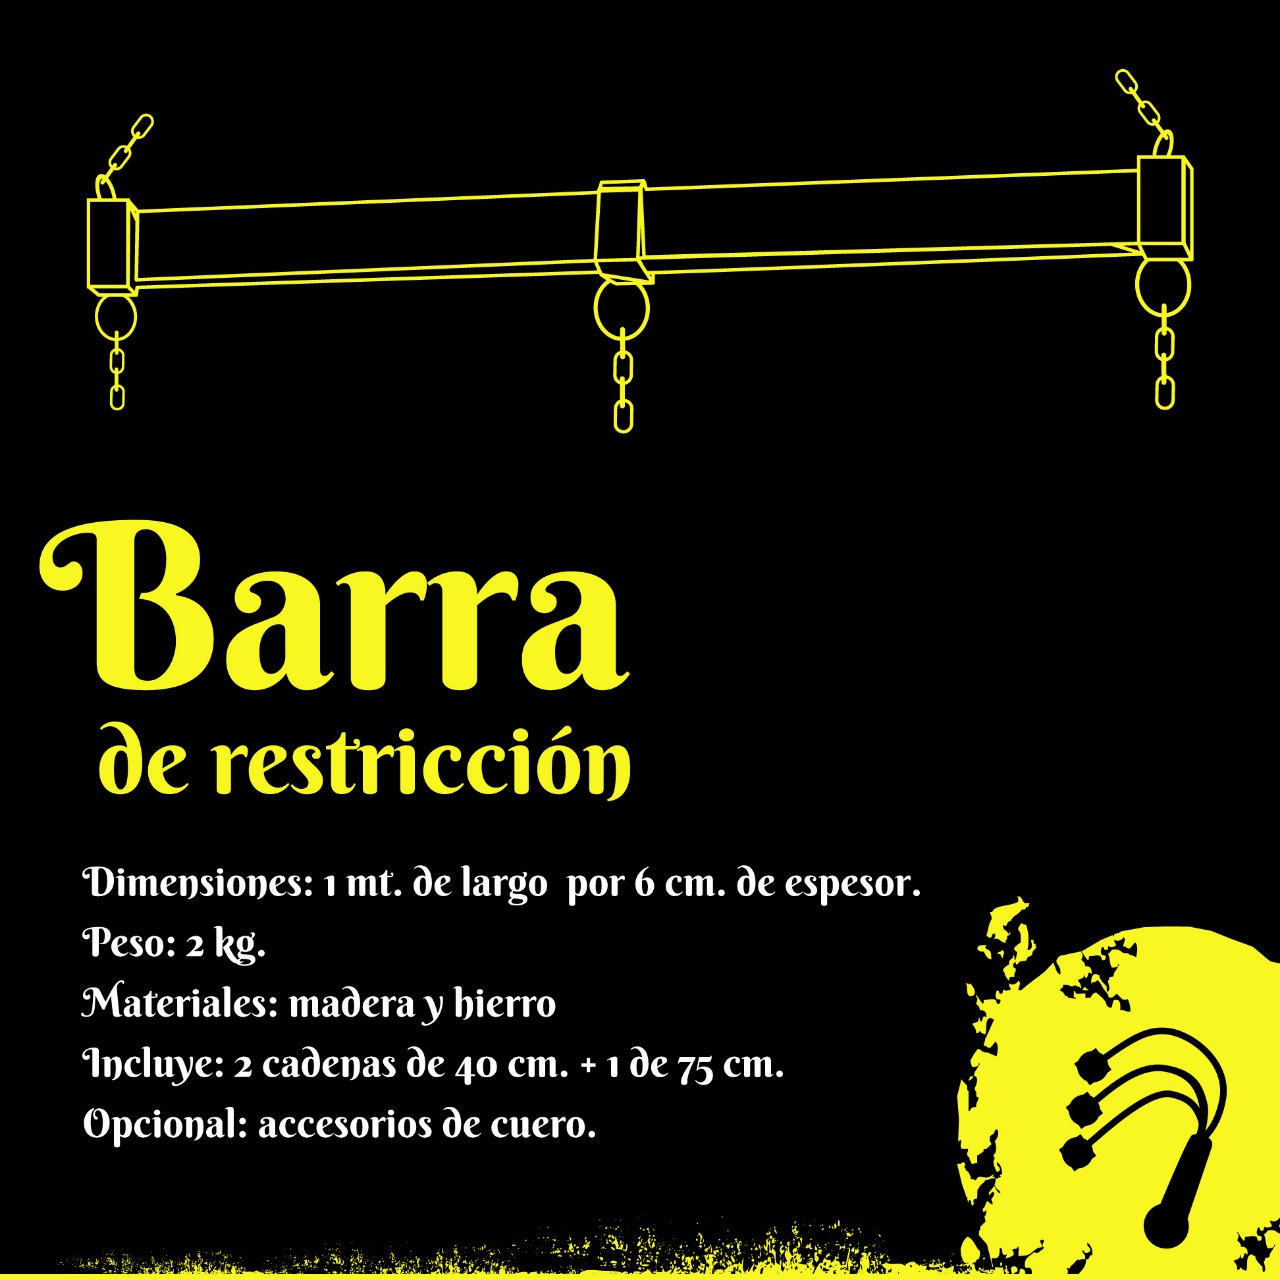 Barra
de restricción
Dimensiones: 1 mt. de largo por 6 cm. de espesor.
Peso: 2 kg.
Materiales: madera y hierro
Incluye: 2 cadenas de 40 cm. + 1 de 75 cm.
Opcional: accesorios de cuero.